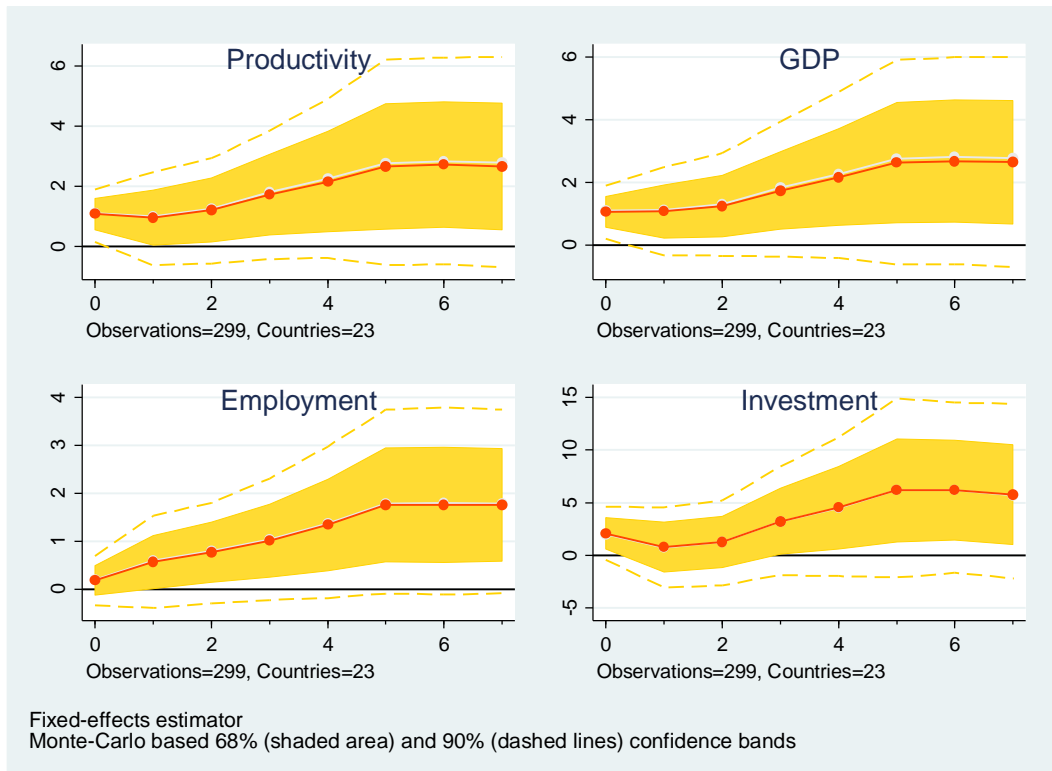 Productivity
6
4
2
0
0 2 4 6
Observations=299, Countries=23
GDP
6
4
2
0
0 2 4 6
Observations=299, Countries=23
Employment
4
3
2
1
0
0 2 4 6
Observations=299, Countries=23
Investment
15
10
5
0
-5
0 2 4 6
Observations=299, Countries=23
Fixed-effects estimator
Monte-Carlo based 68% (shaded area) and 90% (dashed lines) confidence bands